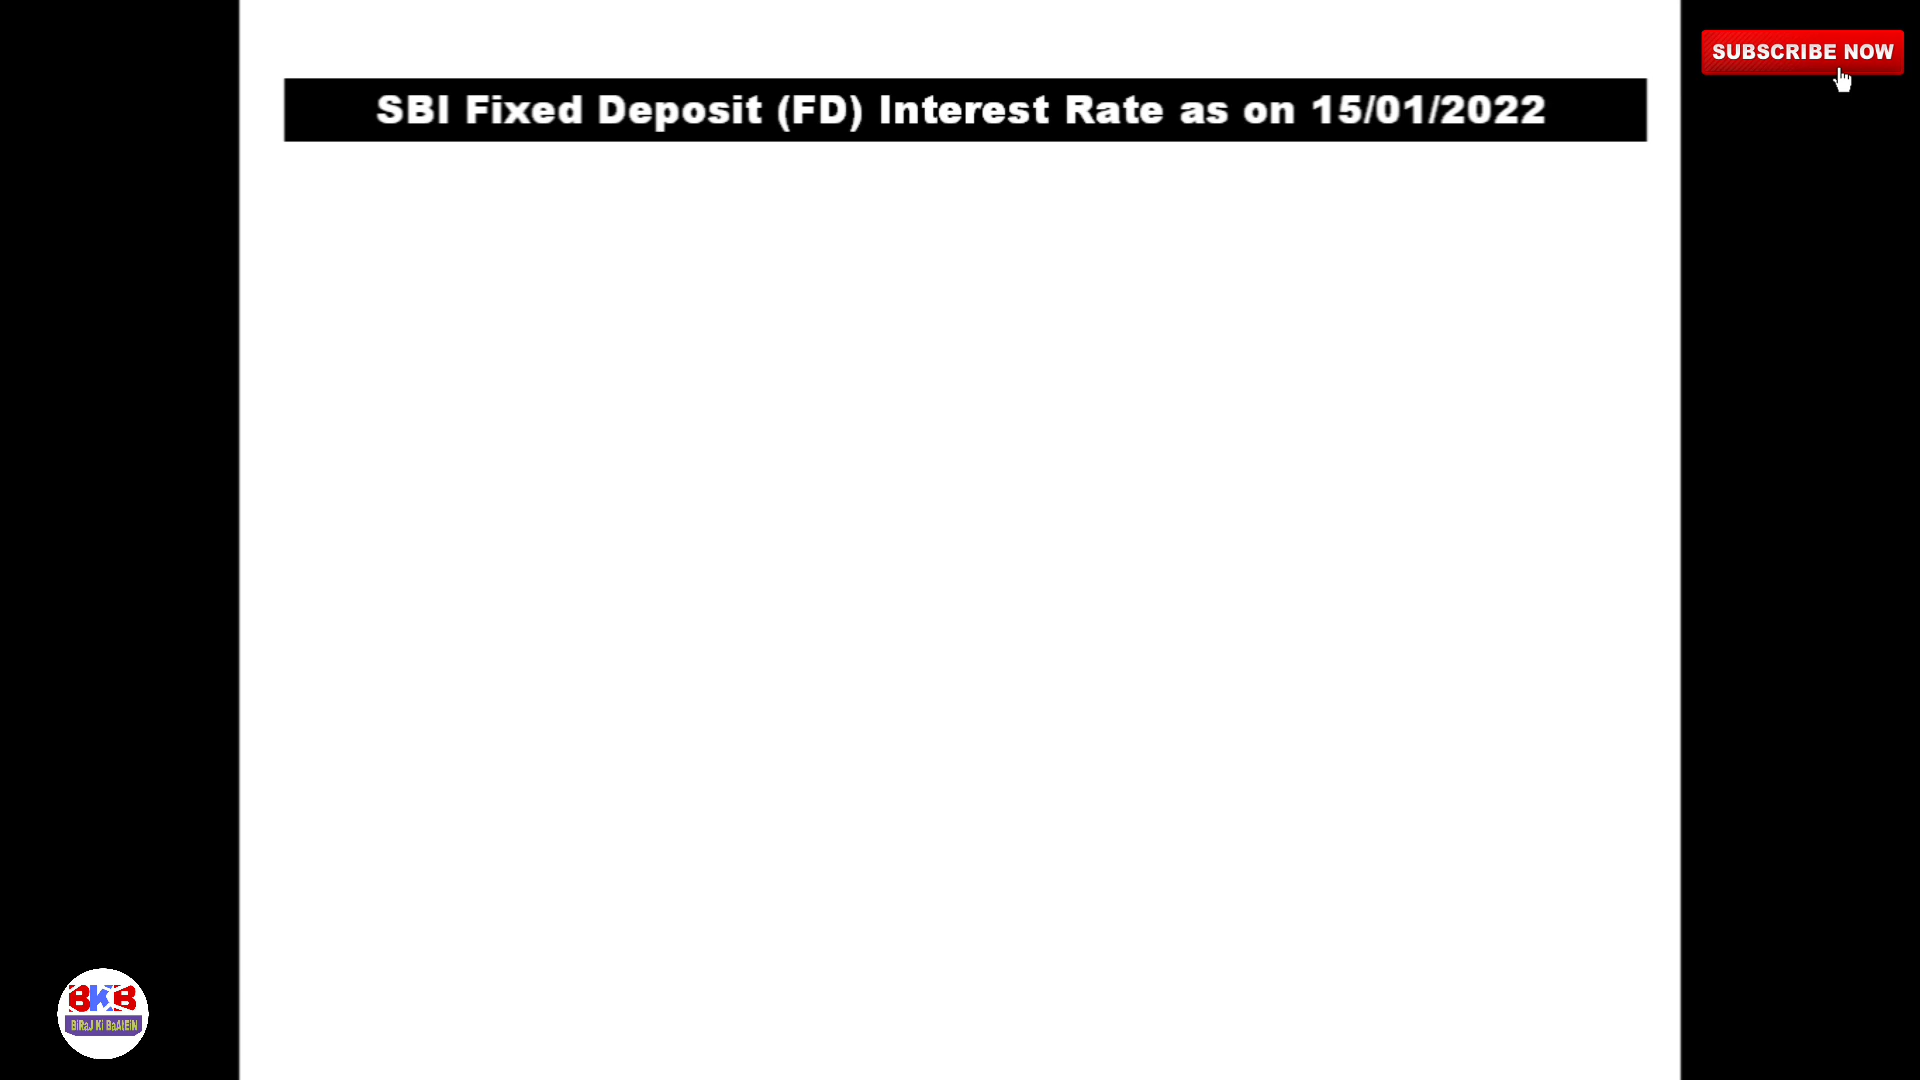 SUBSCRIBE NOW
SBI Fixed Deposit (FD) Interest Rate as on 15/01/2022
BKB
BiRaJ Ki BaAtEiN